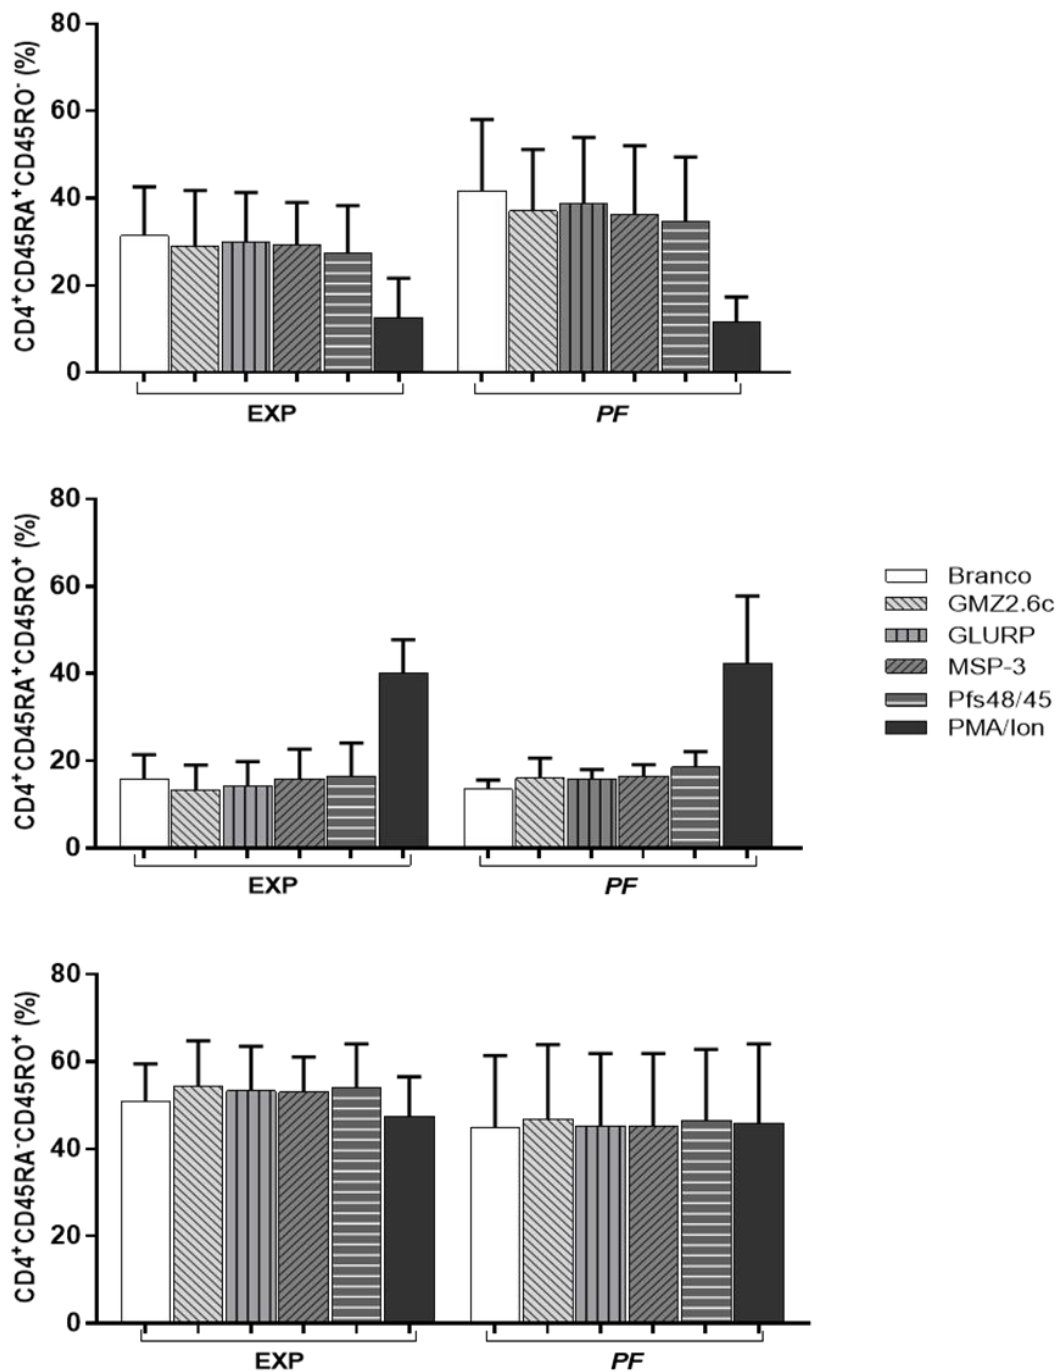 CD4⁺CD45RA⁺CD45RO⁻ (%)
80
60
40
20
0
EXP
PF
CD4⁺CD45RA⁺CD45RO⁺ (%)
80
60
40
20
0
EXP
PF
Branco
GMZ2.6c
GLURP
MSP-3
Pfs48/45
PMA/Ion
CD4⁺CD45RA⁻CD45RO⁺ (%)
80
60
40
20
0
EXP
PF